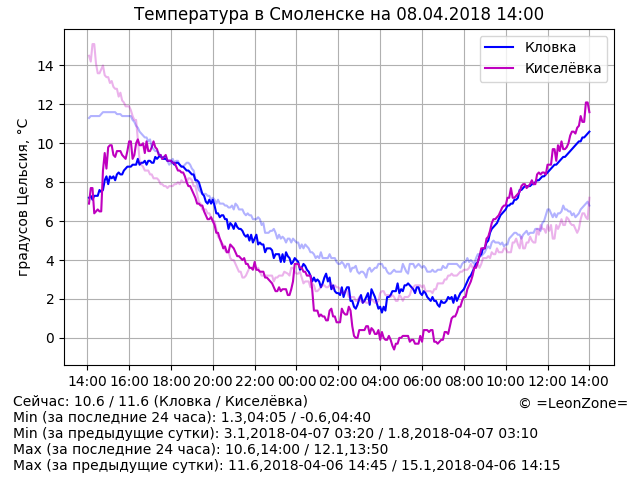 Температура в Смоленске на 08.04.2018 14:00
Кловка
Киселёвка
градусов Цельсия, °C
14
12
10
8
6
4
2
0
14:00 16:00 18:00 20:00 22:00 00:00 02:00 04:00 06:00 08:00 10:00 12:00 14:00
Сейчас: 10.6 / 11.6 (Кловка / Киселёвка)
© =LeonZone=
Min (за последние 24 часа): 1.3,04:05 / -0.6,04:40
Min (за предыдущие сутки): 3.1,2018-04-07 03:20 / 1.8,2018-04-07 03:10
Max (за последние 24 часа): 10.6,14:00 / 12.1,13:50
Max (за предыдущие сутки): 11.6,2018-04-06 14:45 / 15.1,2018-04-06 14:15